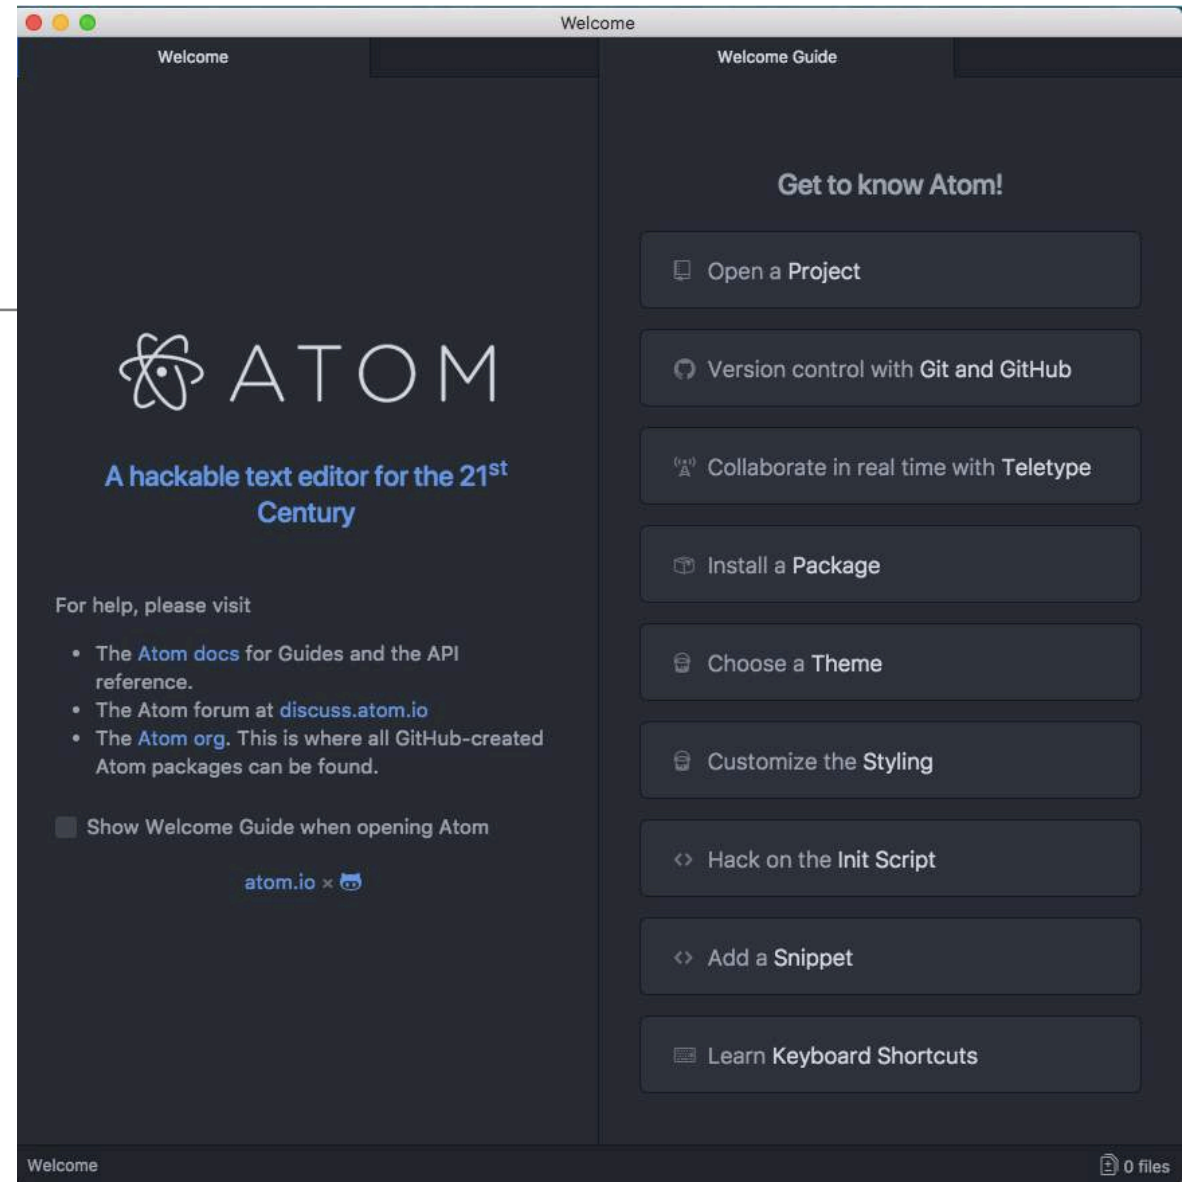 Welcome
Welcome
Welcome Guide
ATOM
A hackable text editor for the 21st
Century
For help, please visit
• The Atom docs for Guides and the API
reference.
• The Atom forum at discuss.atom.io
• The Atom org. This is where all GitHub-created
Atom packages can be found.
Show Welcome Guide when opening Atom
atom.io ×
Get to know Atom!
Open a Project
Version control with Git and GitHub
Collaborate in real time with Teletype
Install a Package
Choose a Theme
Customize the Styling
Hack on the Init Script
Add a Snippet
Learn Keyboard Shortcuts
Welcome
0 files